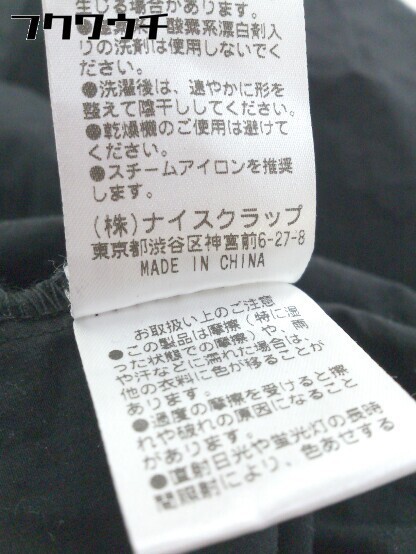 フクウウチ
生じる場合があります。
酸素系漂白剤入
りの洗剤は使用しないでく
ださい。
●洗濯後は、速やかに形を
整えて陰干ししてください。
●乾燥機のご使用は避けて
ください。
●スチームアイロンを推奨
します。
(株)ナイスクラップ
東京都渋谷区神宮前6-27-8
MADE IN CHINA
お取扱い上のご注意
●この製品は摩擦(特に湿
った状態での摩擦)や、雨
や汗などに濡れた場合は、
他の衣料に色が移ることが
あります。
●過度の摩擦を受けると擦
れや破れの原因になること
があります。
●直射日光や蛍光灯の長時
間照射により、色あせする